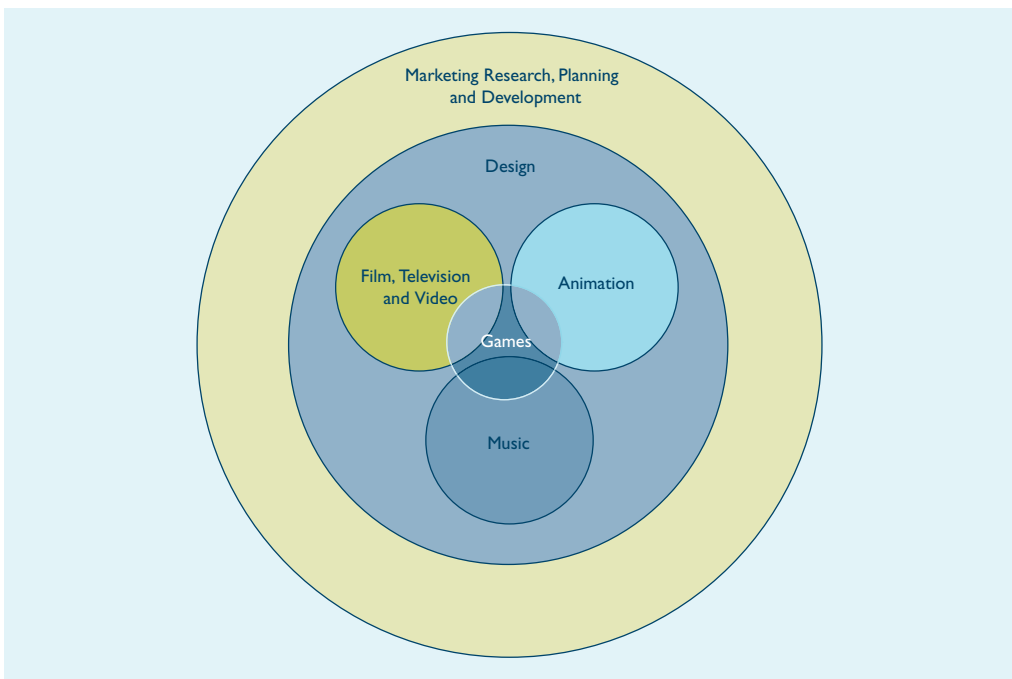 Marketing Research, Planning
and Development
Design
Film, Television
and Video
Animation
Games
Music